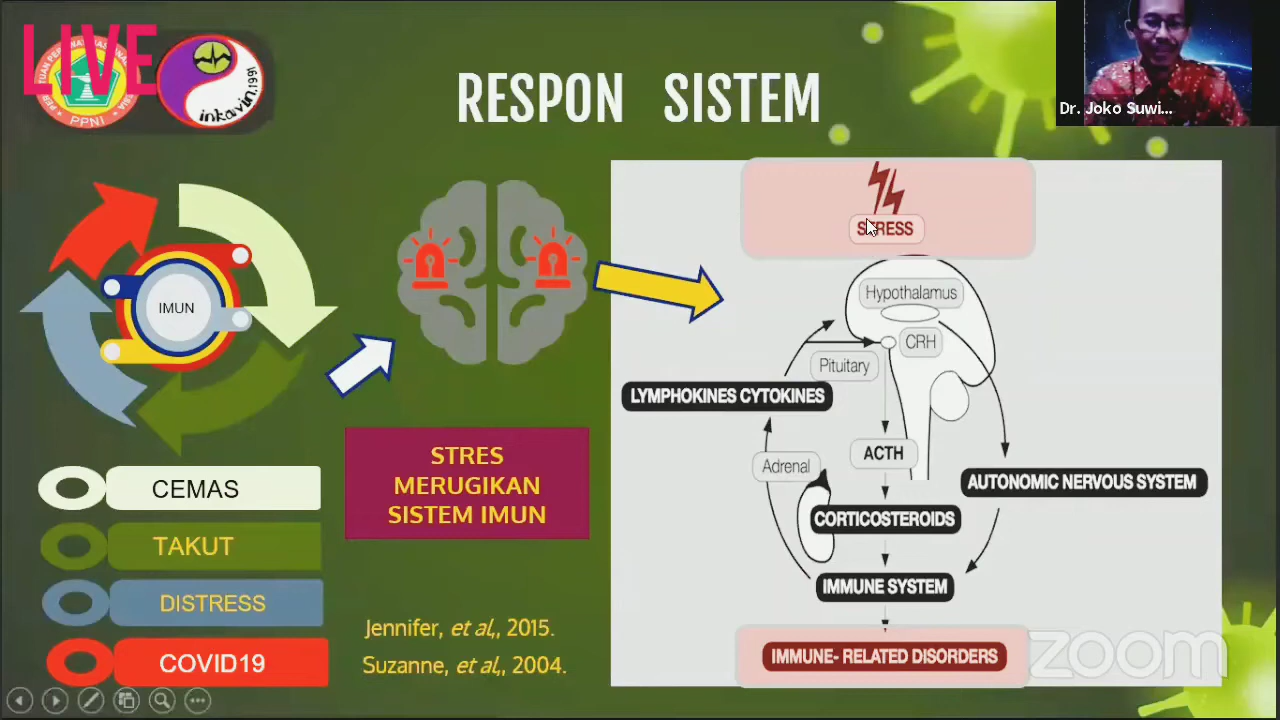 LIVE
PPNI
inkavin.1991
RESPON SISTEM
Dr. Joko Suwi...
IMUN
CEMAS
TAKUT
DISTRESS
COVID19
STRES
MERUGIKAN
SISTEM IMUN
Jennifer, et al,, 2015.
Suzanne, et al,, 2004.
STRESS
Hypothalamus
CRH
Pituitary
LYMPHOKINES CYTOKINES
ACTH
Adrenal
AUTONOMIC NERVOUS SYSTEM
CORTICOSTEROIDS
IMMUNE SYSTEM
IMMUNE- RELATED DISORDERS
zoom